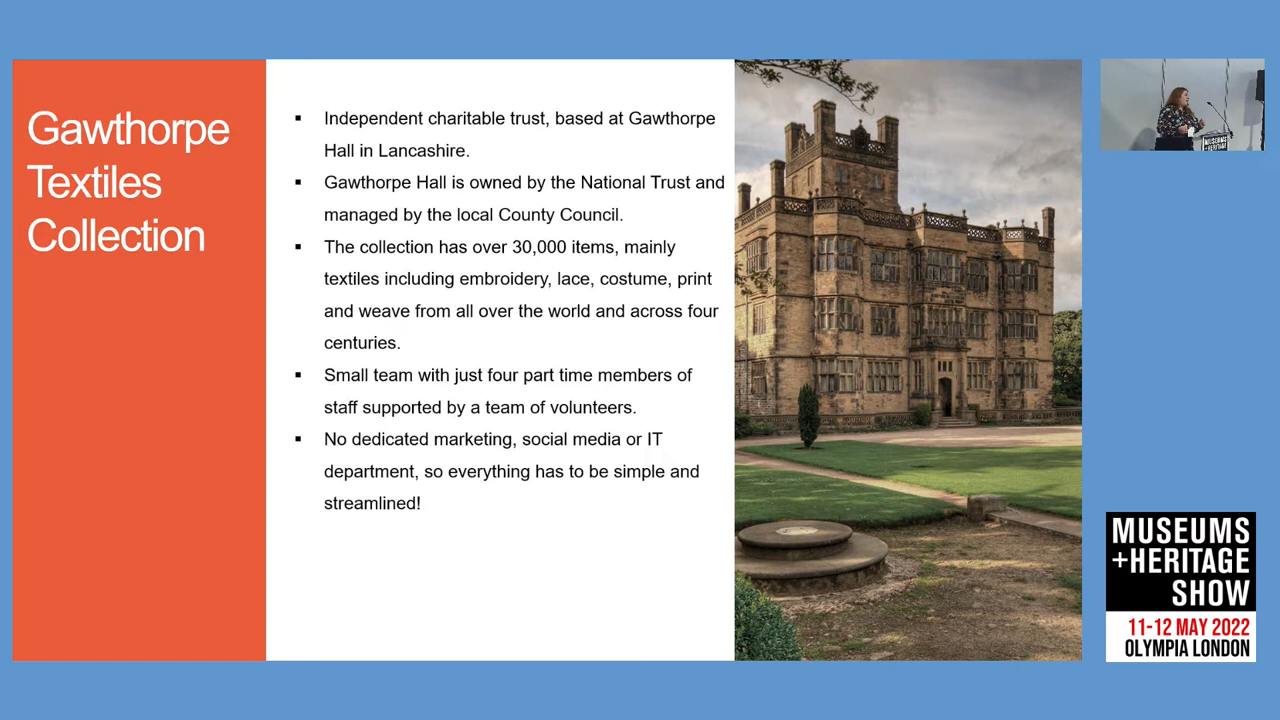 Gawthorpe
Textiles
Collection
▪ Independent charitable trust, based at Gawthorpe
Hall in Lancashire.
▪ Gawthorpe Hall is owned by the National Trust and
managed by the local County Council.
▪ The collection has over 30,000 items, mainly
textiles including embroidery, lace, costume, print
and weave from all over the world and across four
centuries.
▪ Small team with just four part time members of
staff supported by a team of volunteers.
▪ No dedicated marketing, social media or IT
department, so everything has to be simple and
streamlined!
MUSEUMS
+HERITAGE
MUSEUMS
+HERITAGE
SHOW
11-12 MAY 2022
OLYMPIA LONDON